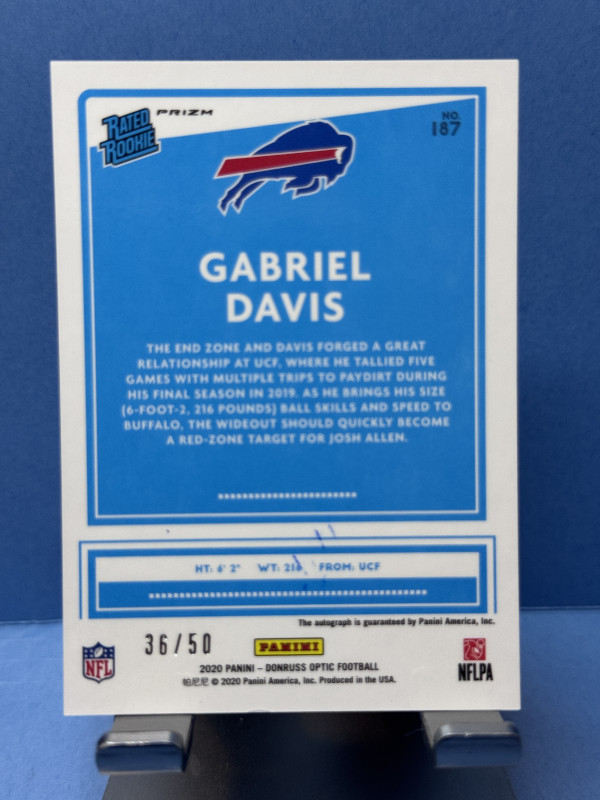 RATED
ROOKIE
PRIZM
NO.
187
GABRIEL
DAVIS
THE END ZONE AND DAVIS FORGED A GREAT
RELATIONSHIP AT UCF, WHERE HE TALLIED FIVE
GAMES WITH MULTIPLE TRIPS TO PAYDIRT DURING
HIS FINAL SEASON IN 2019. AS HE BRINGS HIS SIZE
(6-FOOT-2, 216 POUNDS) BALL SKILLS AND SPEED TO
BUFFALO, THE WIDEOUT SHOULD QUICKLY BECOME
A RED-ZONE TARGET FOR JOSH ALLEN.
HT: 6' 2" WT: 216 FROM: UCF
The autograph is guaranteed by Panini America, Inc.
36/50
PANINI
NFL
NFLPA
2020 PANINI – DONRUSS OPTIC FOOTBALL
帕尼尼 © 2020 Panini America, Inc. Produced in the USA.